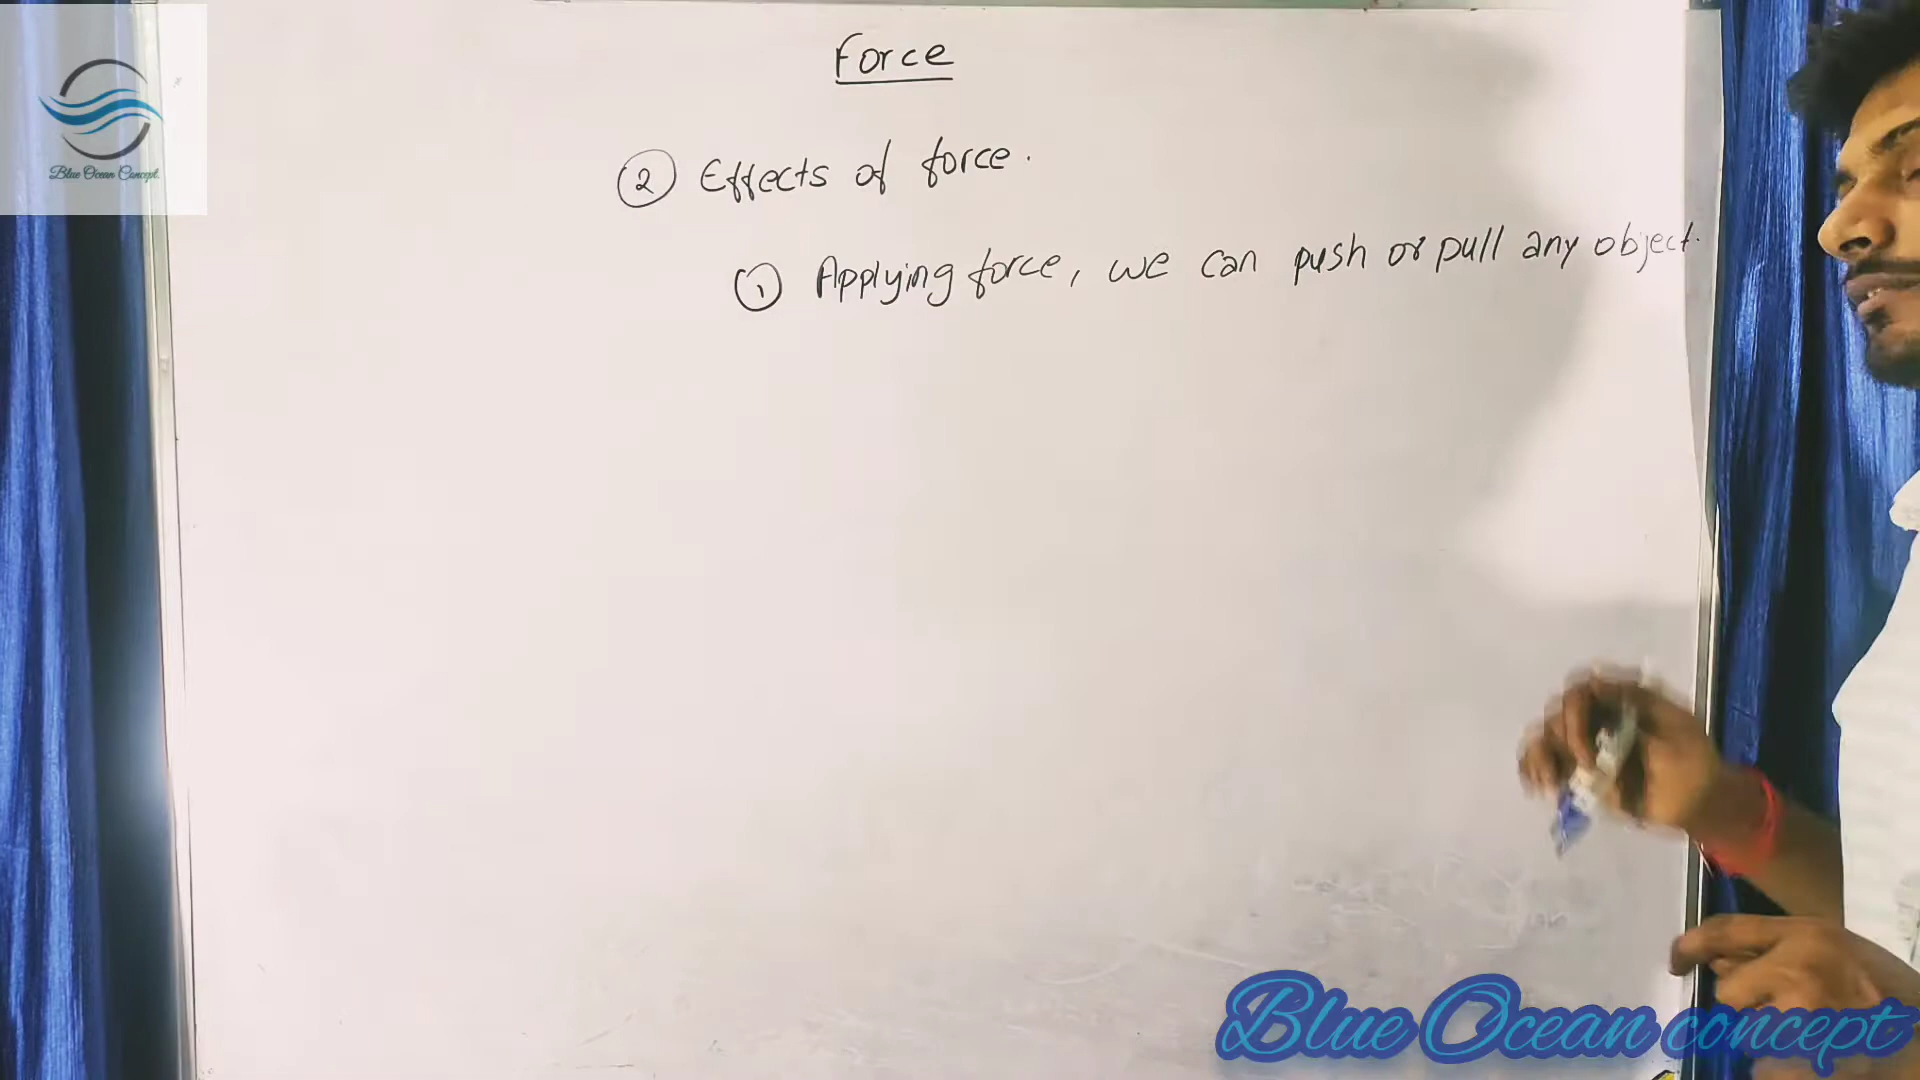 Force
② Effects of force.
① Applying force, we can push or pull any object.
Blue Ocean Concept.
Blue Ocean concept